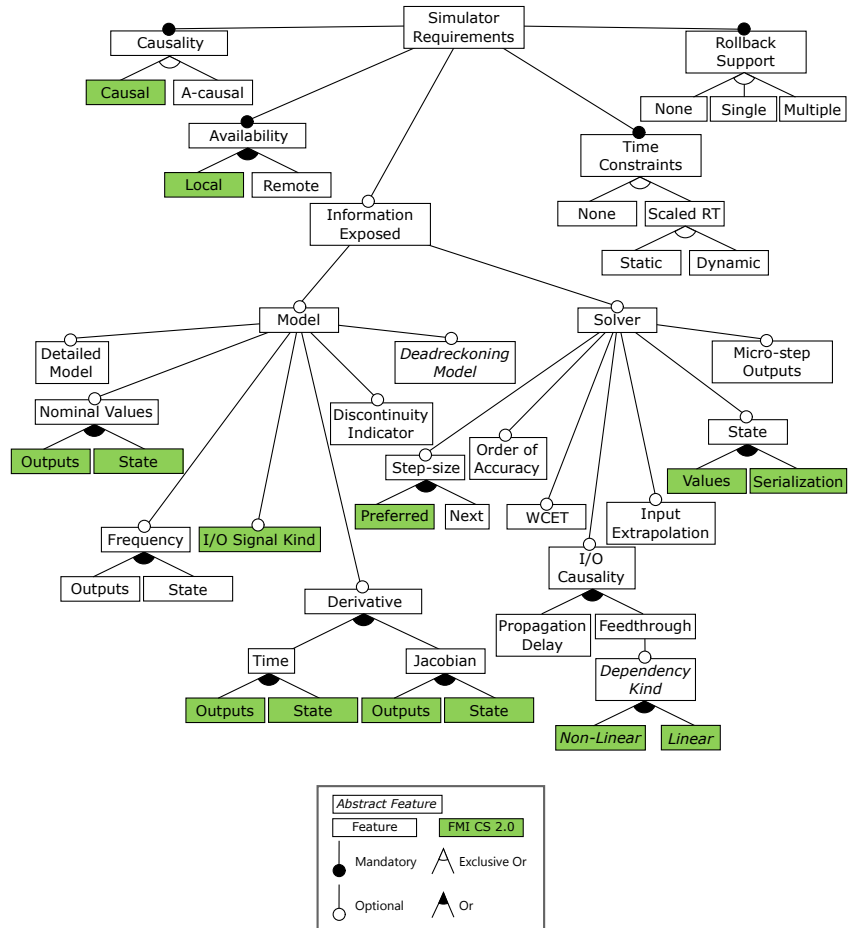 Simulator
Requirements
Causality
Causal
A-causal
Rollback
Support
None
Single
Multiple
Availability
Local
Remote
Time
Constraints
None
Scaled RT
Static
Dynamic
Information
Exposed
Model
Solver
Detailed
Model
Deadreckoning
Model
Micro-step
Outputs
Nominal Values
Outputs
State
Discontinuity
Indicator
Order of
Accuracy
Step-size
Preferred
Next
State
Values
Serialization
WCET
Input
Extrapolation
Frequency
Outputs
State
I/O Signal Kind
I/O
Causality
Propagation
Delay
Feedthrough
Derivative
Time
Outputs
State
Jacobian
Outputs
State
Dependency
Kind
Non-Linear
Linear
Abstract Feature
Feature
FMI CS 2.0
Mandatory
Exclusive Or
Optional
Or